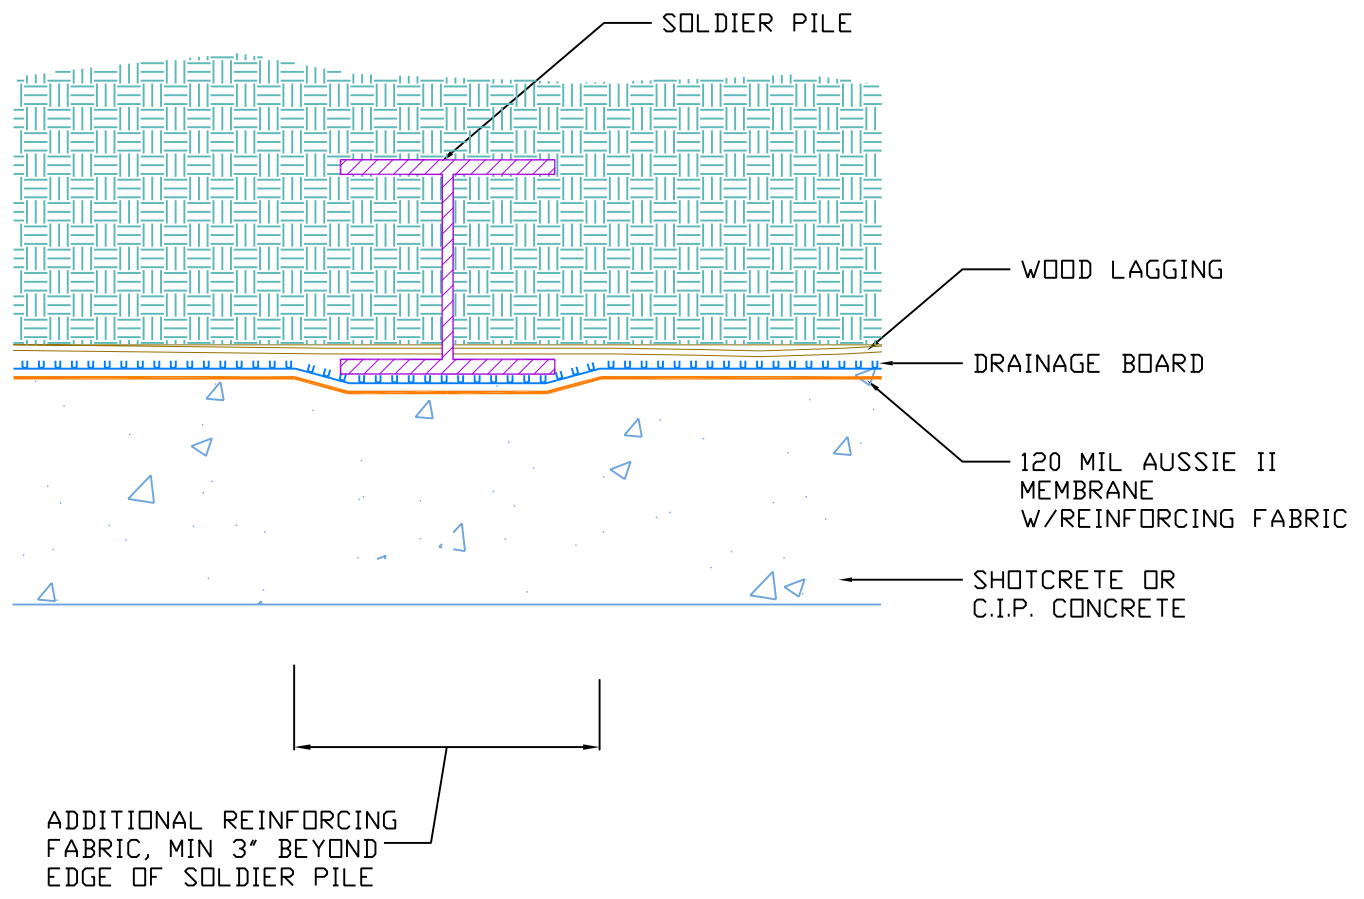 SOLDIER PILE
WOOD LAGGING
DRAINAGE BOARD
120 MIL AUSSIE II
MEMBRANE
W/REINFORCING FABRIC
SHOTCRETE OR
C.I.P. CONCRETE
ADDITIONAL REINFORCING
FABRIC, MIN 3" BEYOND
EDGE OF SOLDIER PILE